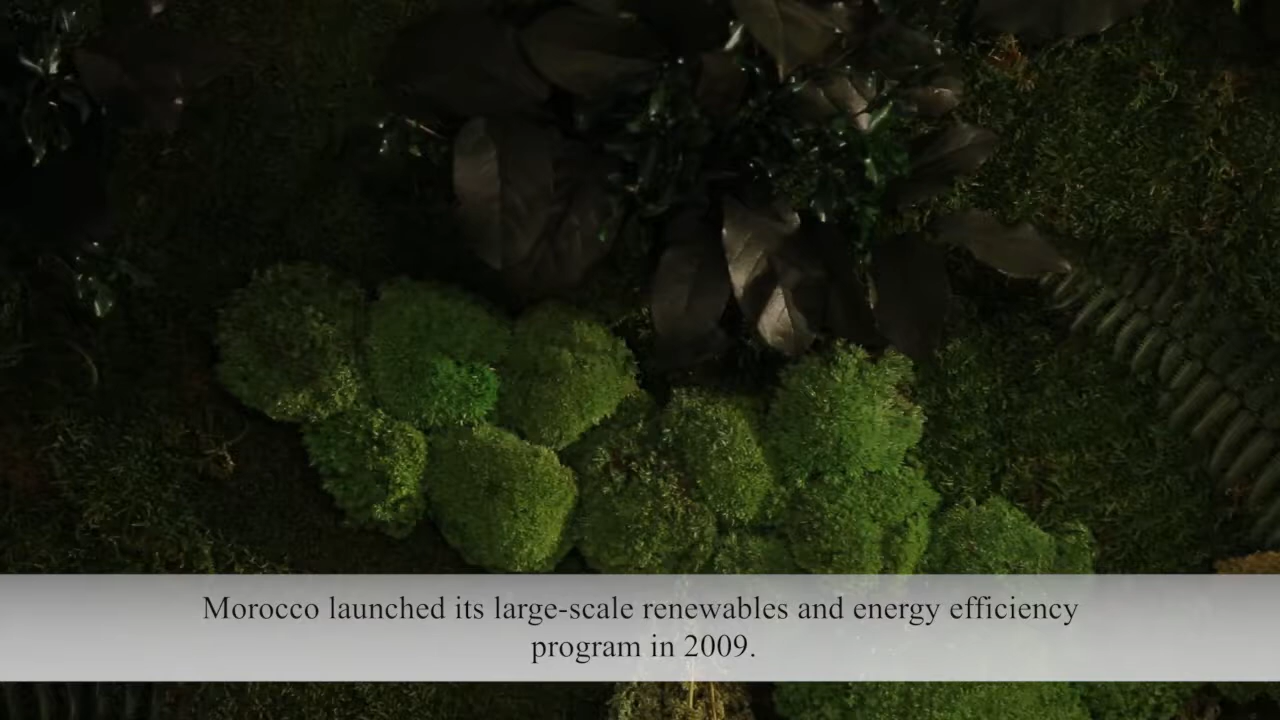 Morocco launched its large-scale renewables and energy efficiency
program in 2009.